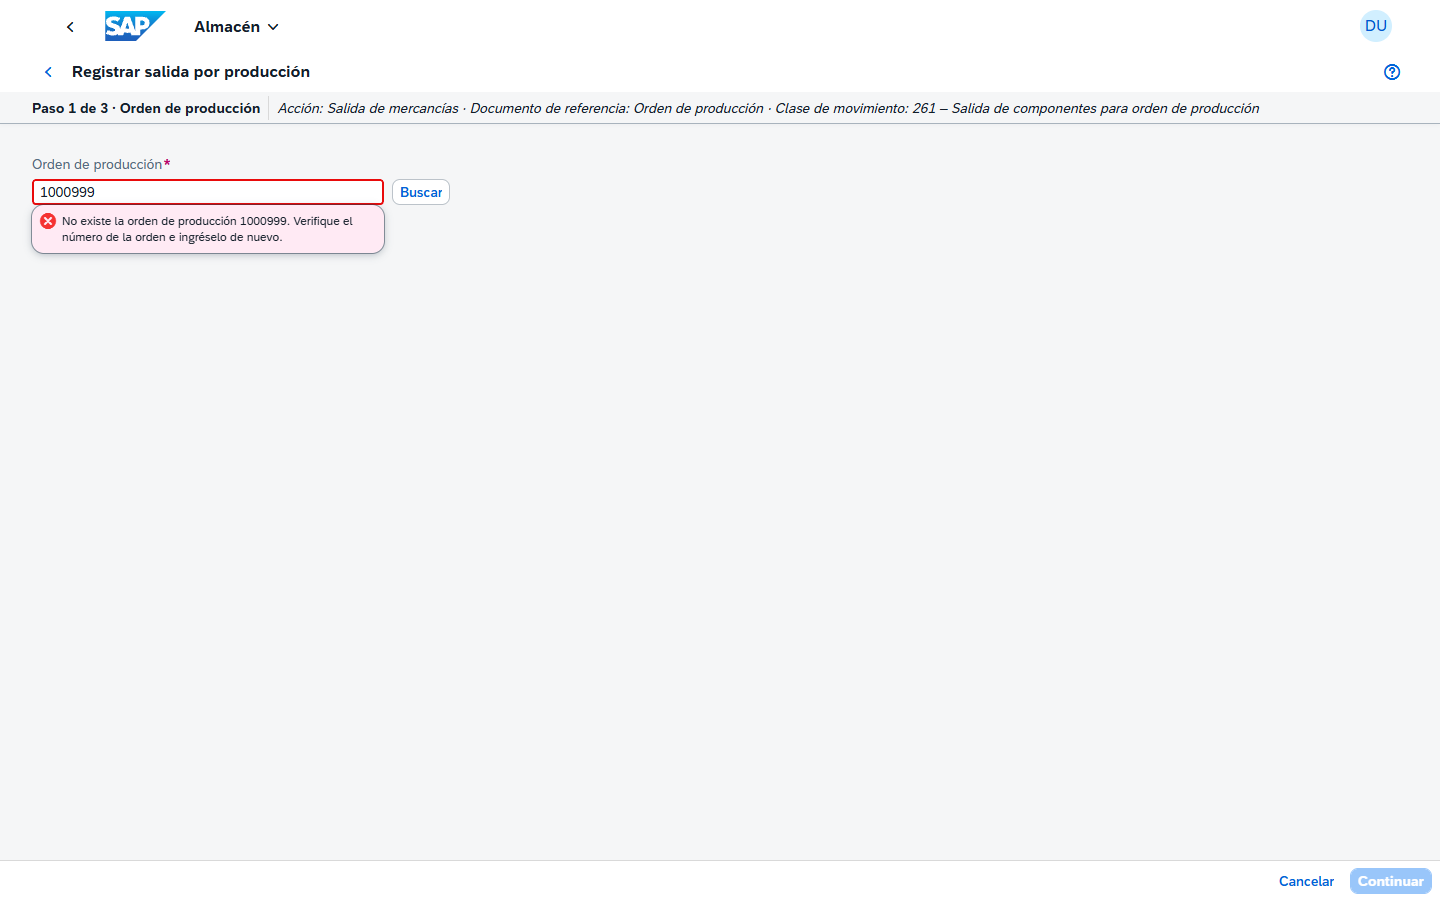 SAP Almacén DU
Registrar salida por producción
Paso 1 de 3 · Orden de producción Acción: Salida de mercancías · Documento de referencia: Orden de producción · Clase de movimiento: 261 – Salida de componentes para orden de producción
Orden de producción*
1000999 Buscar
No existe la orden de producción 1000999. Verifique el
número de la orden e ingréselo de nuevo.
Cancelar Continuar